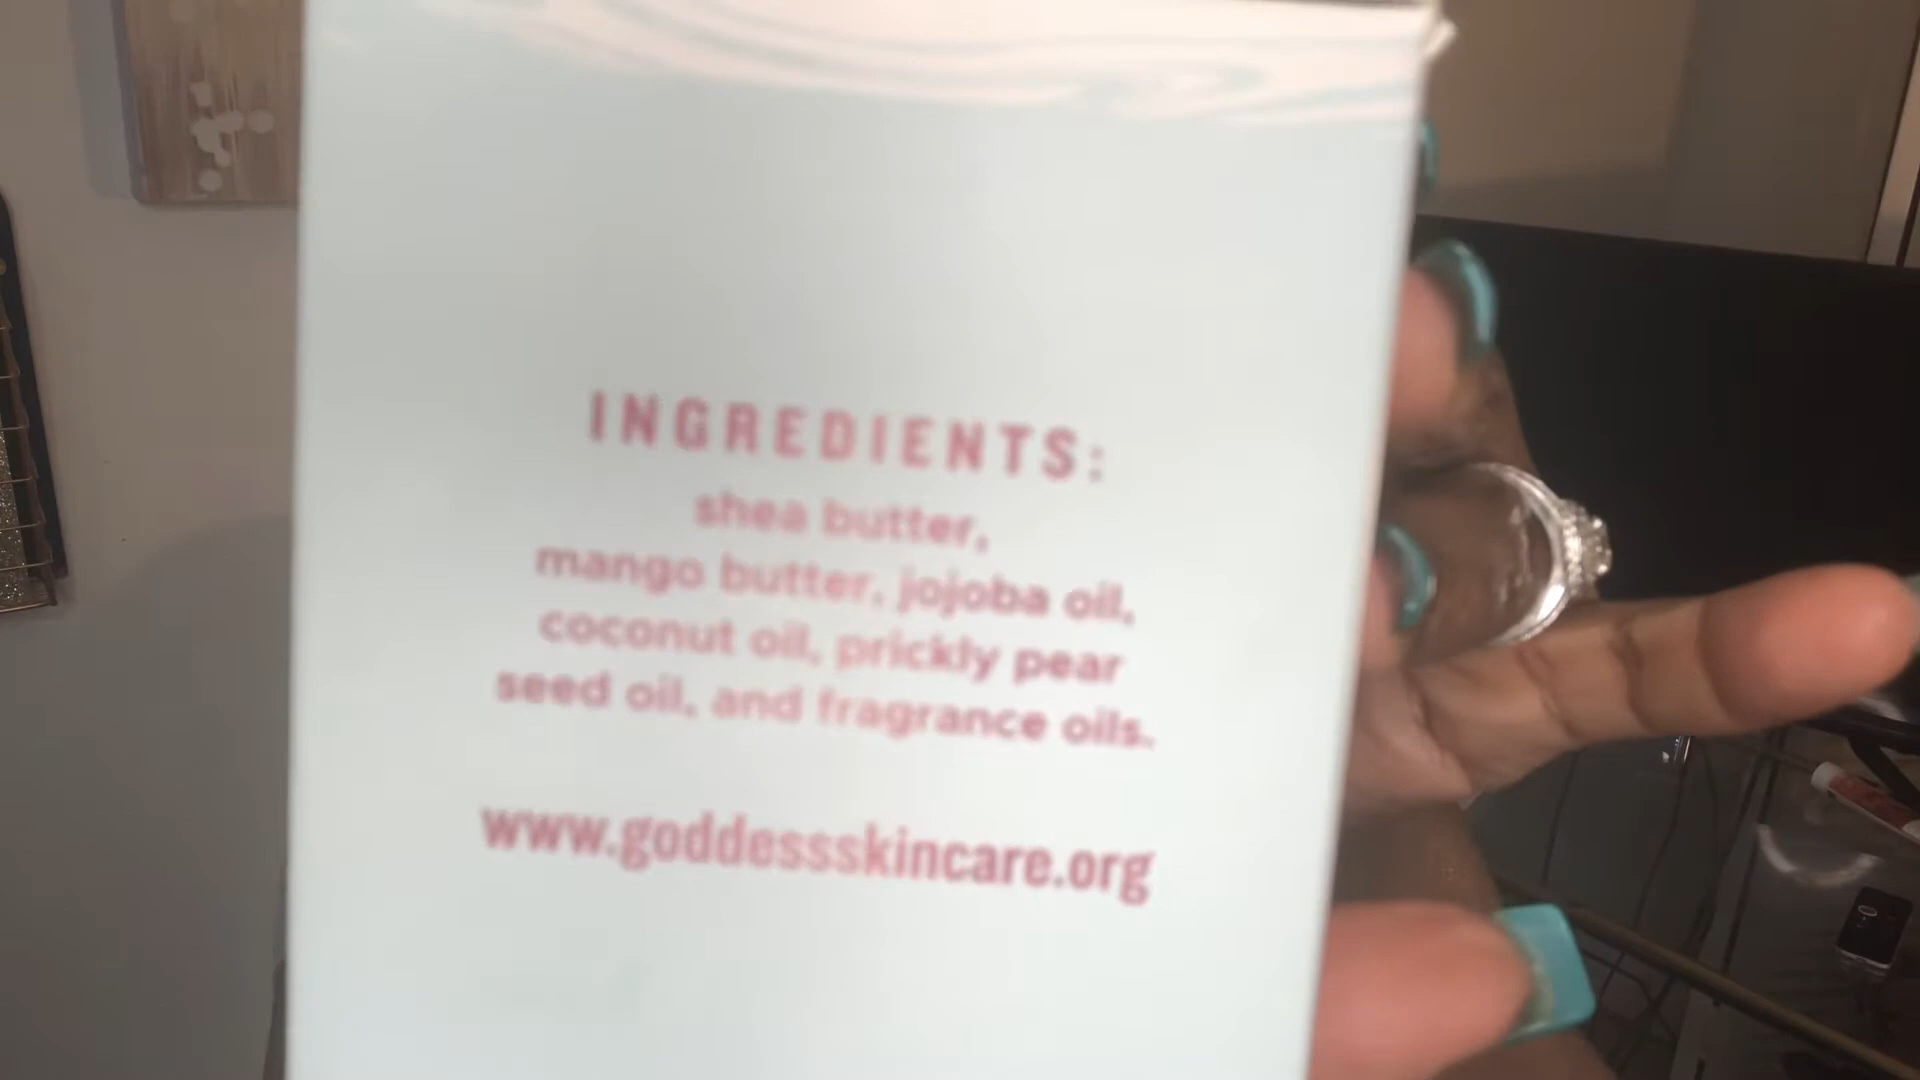 INGREDIENTS:
shea butter,
mango butter, jojoba oil,
coconut oil, prickly pear
seed oil, and fragrance oils.
www.goddessskincare.org